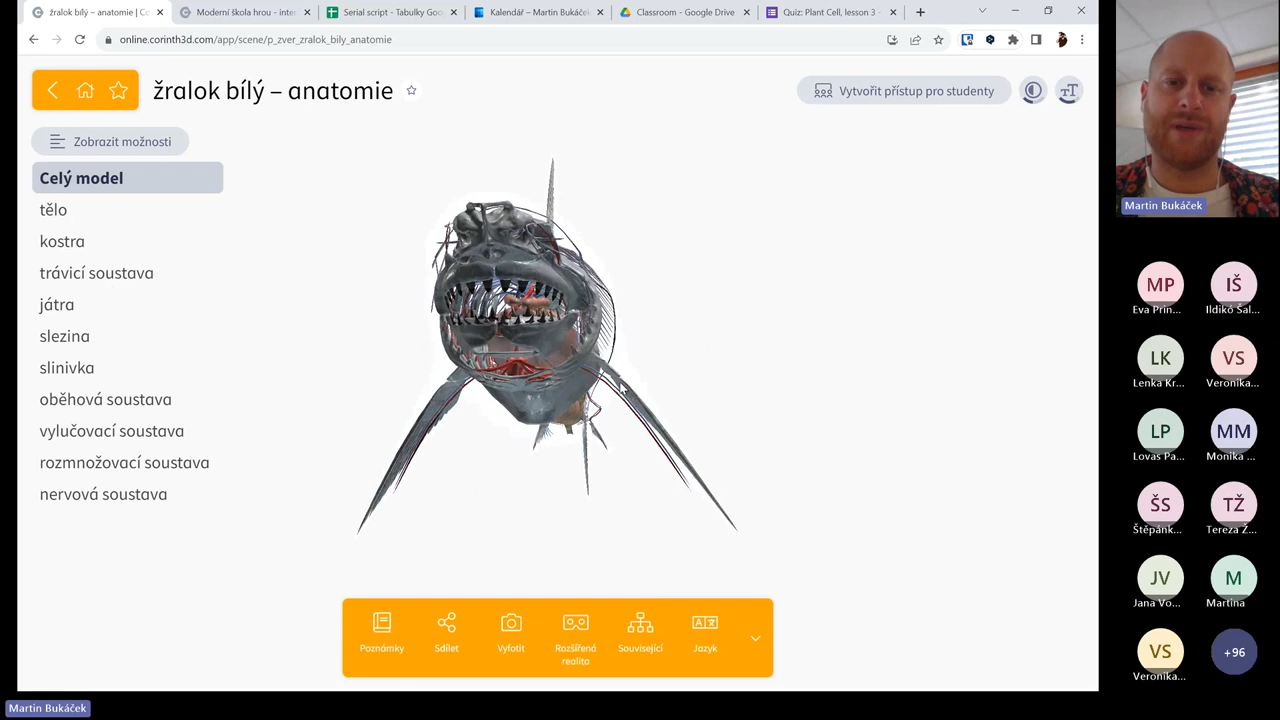 žralok bílý – anatomie | Co
Moderní škola hrou - inte
Serial script - Tabulky Goo
Kalendář – Martin Bukáček
Classroom - Google Drive
Quiz: Plant Cell, lesson 3 -
online.corinth3d.com/app/scene/p_zver_zralok_bily_anatomie
žralok bílý – anatomie
Vytvořit přístup pro studenty
Zobrazit možnosti
Celý model
tělo
kostra
trávicí soustava
játra
slezina
slinivka
oběhová soustava
vylučovací soustava
rozmnožovací soustava
nervová soustava
Poznámky
Sdílet
Vyfotit
Rozšířená
realita
Související
Jazyk
Martin Bukáček
MP
Eva Prin...
IŠ
Ildikó Šal...
LK
Lenka Kr...
VS
Veronika...
LP
Lovas Pa...
MM
Monika ...
ŠS
Štěpánk...
TŽ
Tereza Ž...
JV
Jana Vo...
M
Martina
VS
Veronika...
+96
Martin Bukáček